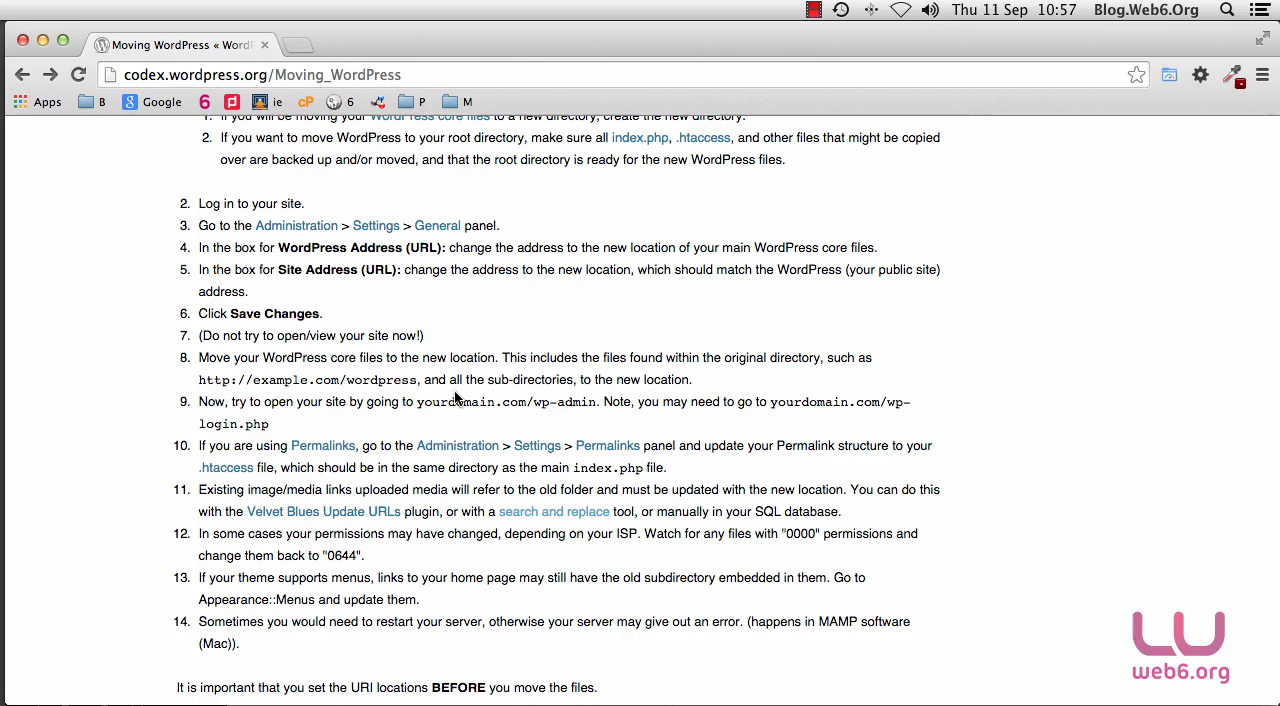 Thu 11 Sep 10:57 Blog.Web6.Org
Moving WordPress « WordP
codex.wordpress.org/Moving_WordPress
Apps B Google 6 ie cP 6 P M
1. If you will be moving your WordPress core files to a new directory, create the new directory.
2. If you want to move WordPress to your root directory, make sure all index.php, .htaccess, and other files that might be copied
over are backed up and/or moved, and that the root directory is ready for the new WordPress files.
2. Log in to your site.
3. Go to the Administration > Settings > General panel.
4. In the box for WordPress Address (URL): change the address to the new location of your main WordPress core files.
5. In the box for Site Address (URL): change the address to the new location, which should match the WordPress (your public site)
address.
6. Click Save Changes.
7. (Do not try to open/view your site now!)
8. Move your WordPress core files to the new location. This includes the files found within the original directory, such as
http://example.com/wordpress, and all the sub-directories, to the new location.
9. Now, try to open your site by going to yourdomain.com/wp-admin. Note, you may need to go to yourdomain.com/wp-
login.php
10. If you are using Permalinks, go to the Administration > Settings > Permalinks panel and update your Permalink structure to your
.htaccess file, which should be in the same directory as the main index.php file.
11. Existing image/media links uploaded media will refer to the old folder and must be updated with the new location. You can do this
with the Velvet Blues Update URLs plugin, or with a search and replace tool, or manually in your SQL database.
12. In some cases your permissions may have changed, depending on your ISP. Watch for any files with "0000" permissions and
change them back to "0644".
13. If your theme supports menus, links to your home page may still have the old subdirectory embedded in them. Go to
Appearance::Menus and update them.
14. Sometimes you would need to restart your server, otherwise your server may give out an error. (happens in MAMP software
(Mac)).
web6.org
It is important that you set the URI locations BEFORE you move the files.